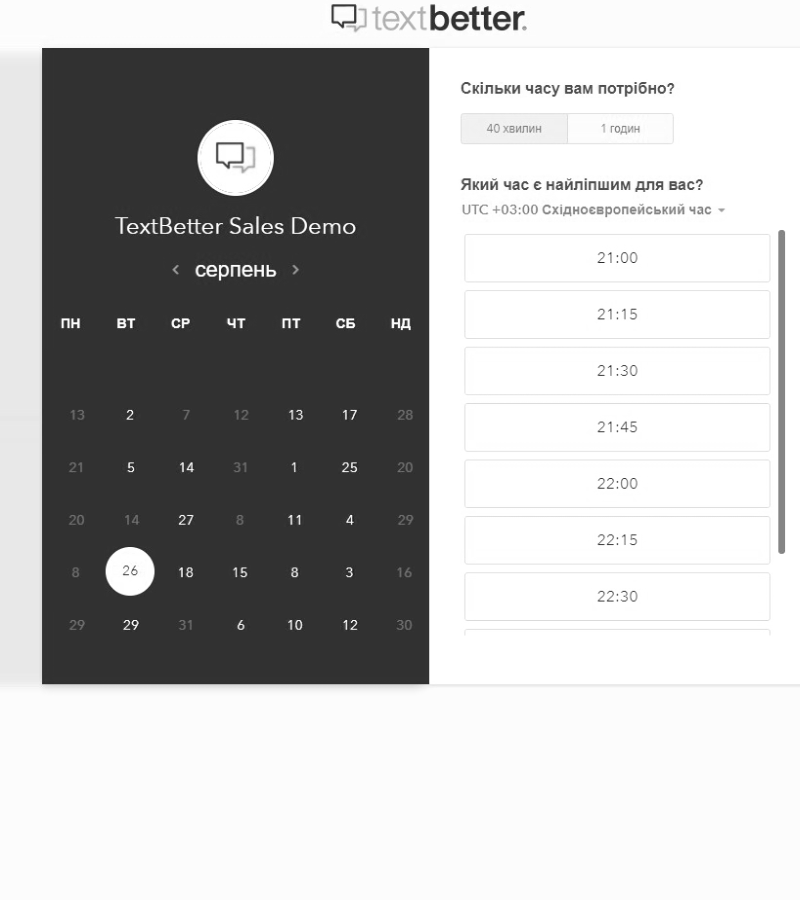 textbetter.
TextBetter Sales Demo
серпень
ПН ВТ СР ЧТ ПТ СБ НД
13 2 7 12 13 17 28
21 5 14 31 1 25 20
20 14 27 8 11 4 29
8 26 18 15 8 3 16
29 29 31 6 10 12 30
Скільки часу вам потрібно?
40 хвилин 1 годин
Який час є найліпшим для вас?
UTC +03:00 Східноєвропейський час
21:00
21:15
21:30
21:45
22:00
22:15
22:30